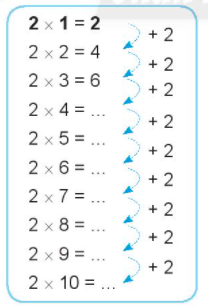 2 × 1 = 2
+ 2
2 × 2 = 4
+ 2
2 × 3 = 6
+ 2
2 × 4 = ...
+ 2
2 × 5 = ...
+ 2
2 × 6 = ...
+ 2
2 × 7 = ...
+ 2
2 × 8 = ...
+ 2
2 × 9 = ...
+ 2
2 × 10 = ...